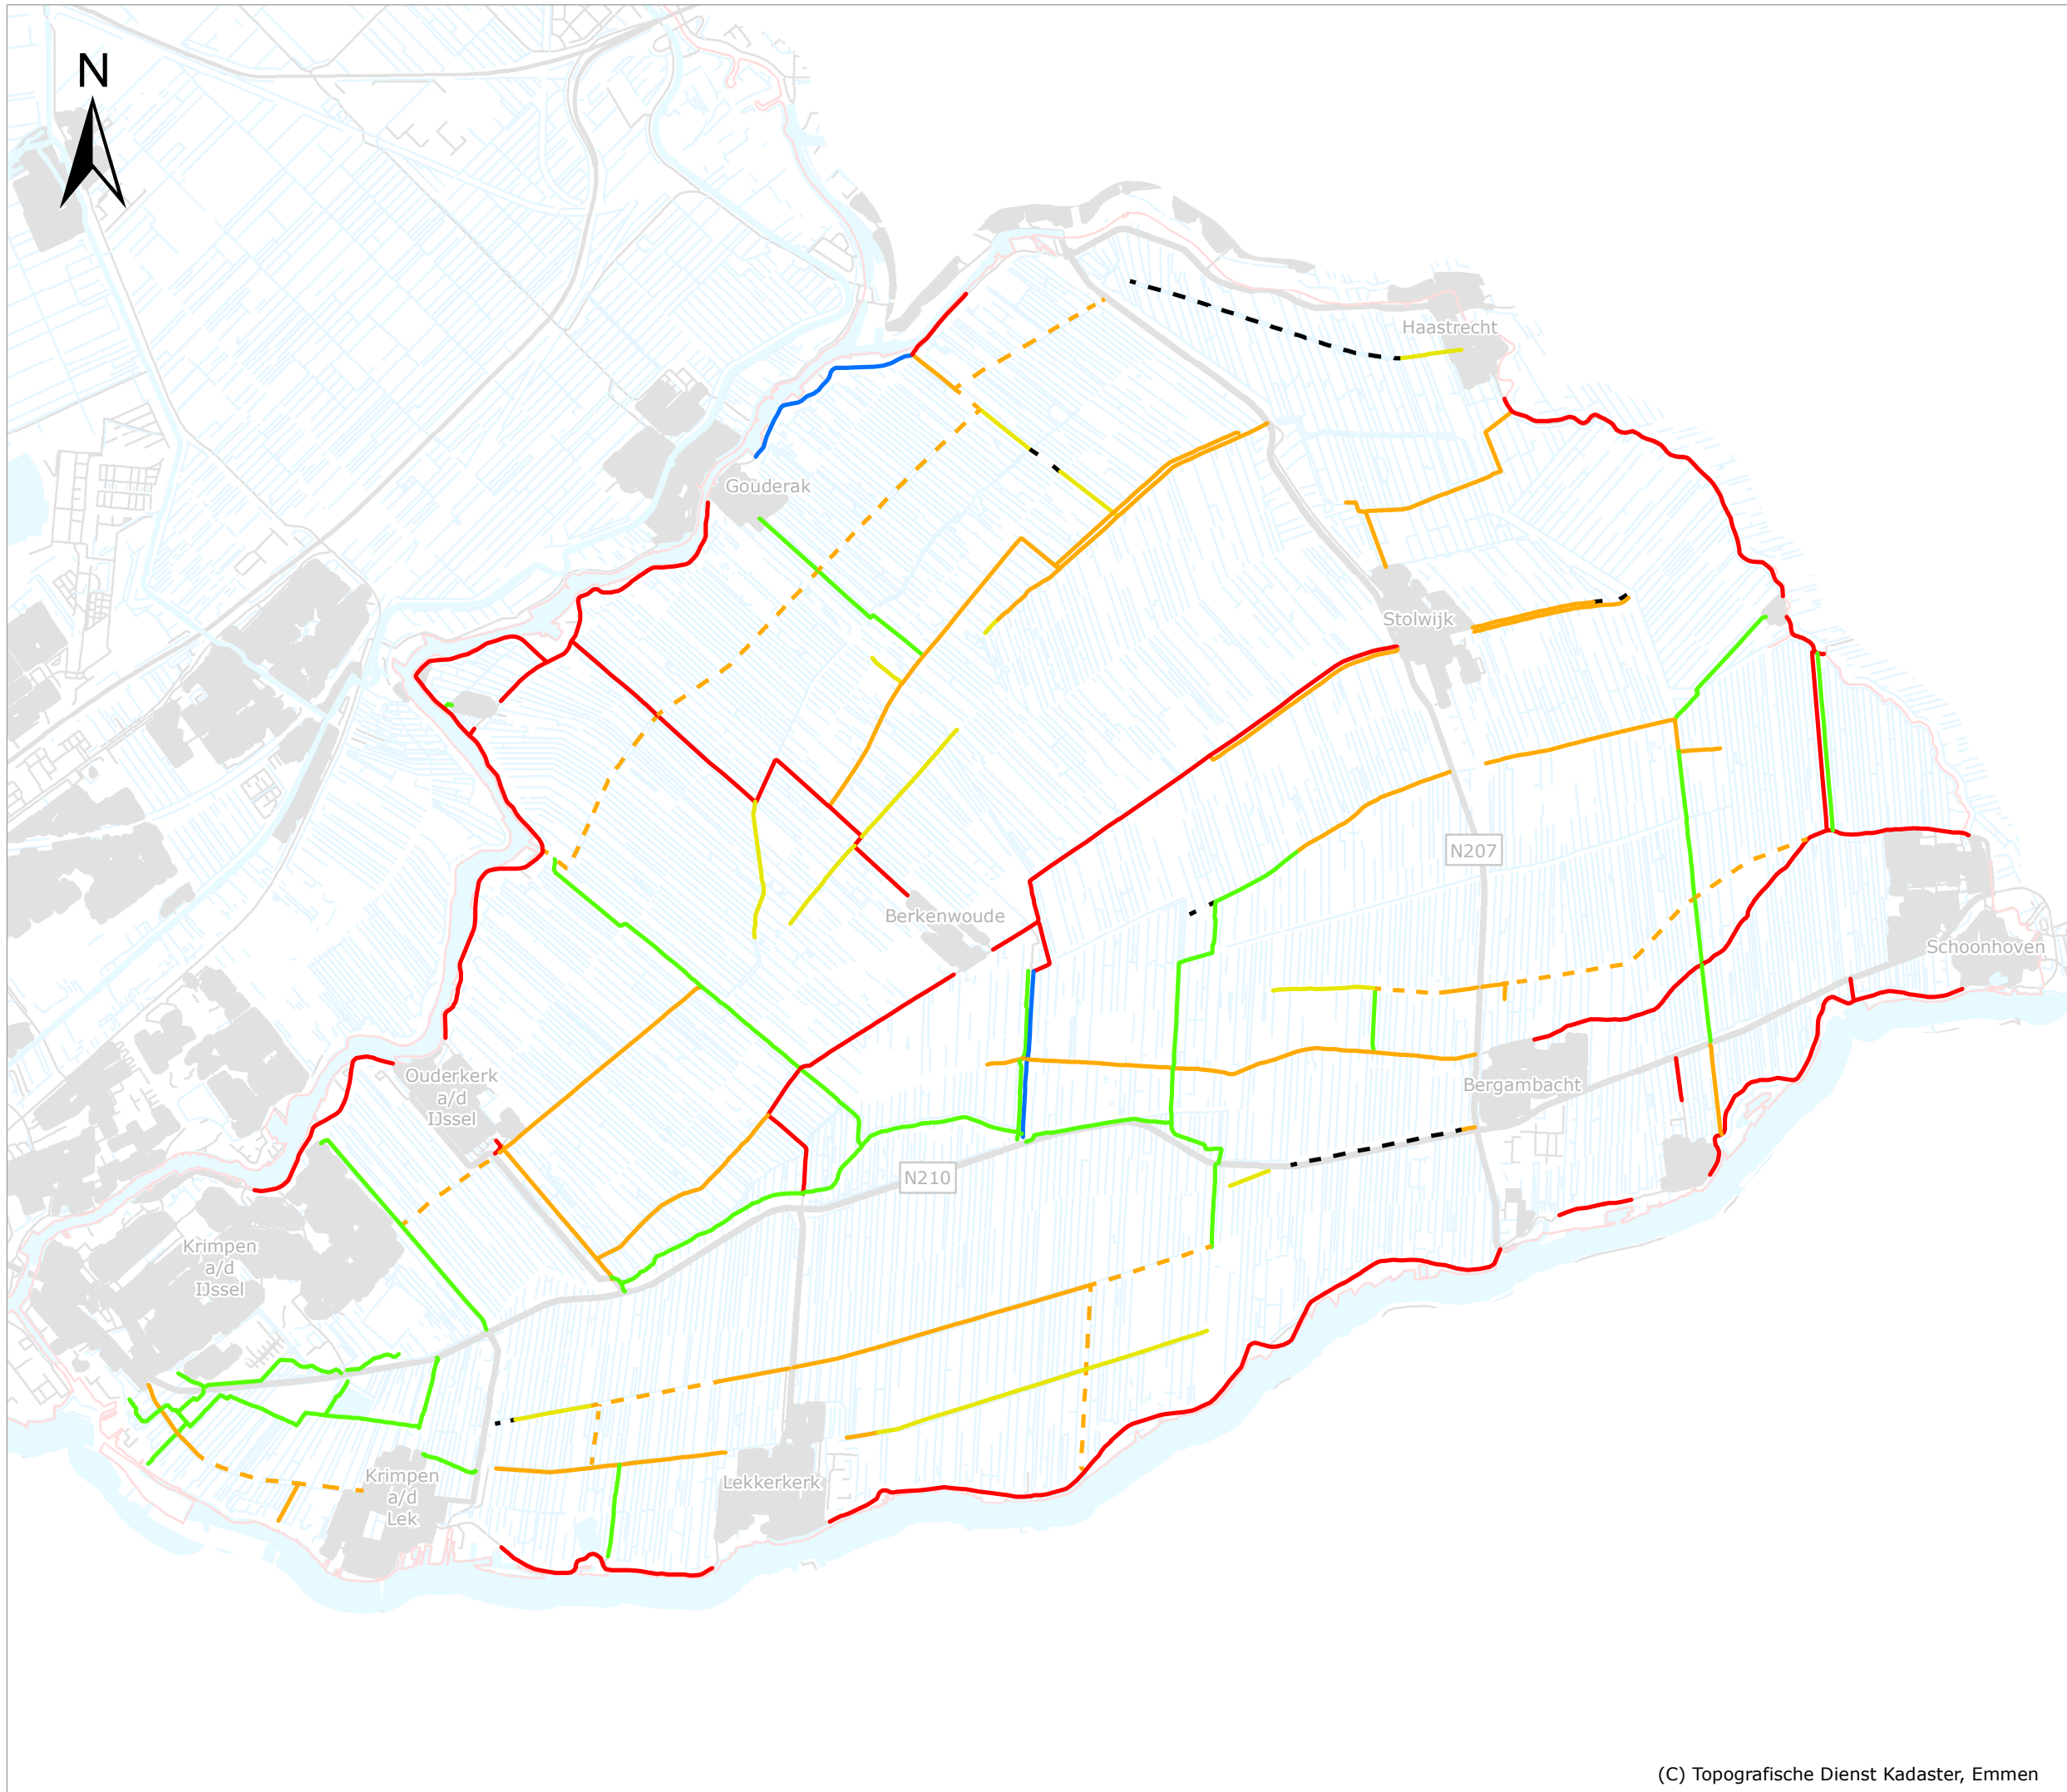 N
Haastrecht
Gouderak
Stolwijk
N207
Berkenwoude
Schoonhoven
Ouderkerk
a/d
IJssel
Bergambacht
N210
Krimpen
a/d
IJssel
Krimpen
a/d
Lek
Lekkerkerk
(C) Topografische Dienst Kadaster, Emmen